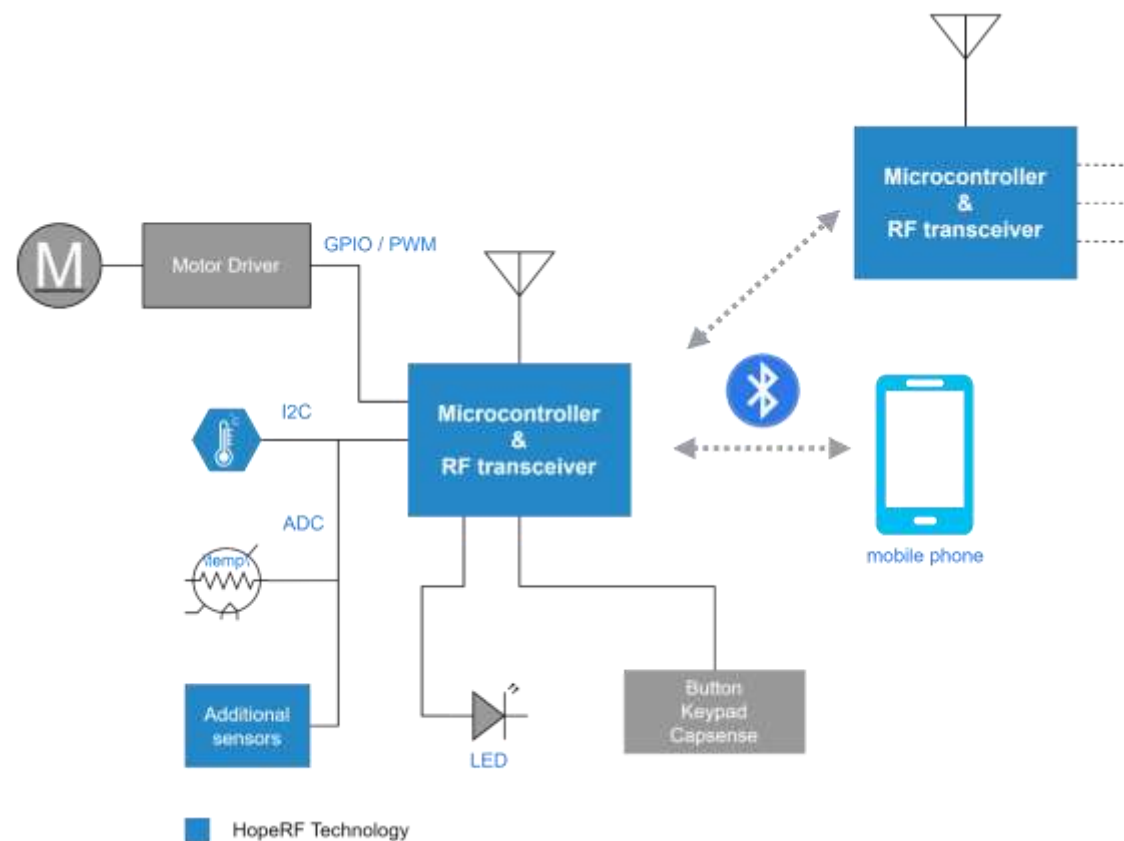 Microcontroller
&
RF transceiver
GPIO / PWM
M
Motor Driver
Microcontroller
&
RF transceiver
I2C
°C
ADC
temp
mobile phone
Additional
sensors
Button
Keypad
Capsense
LED
HopeRF Technology